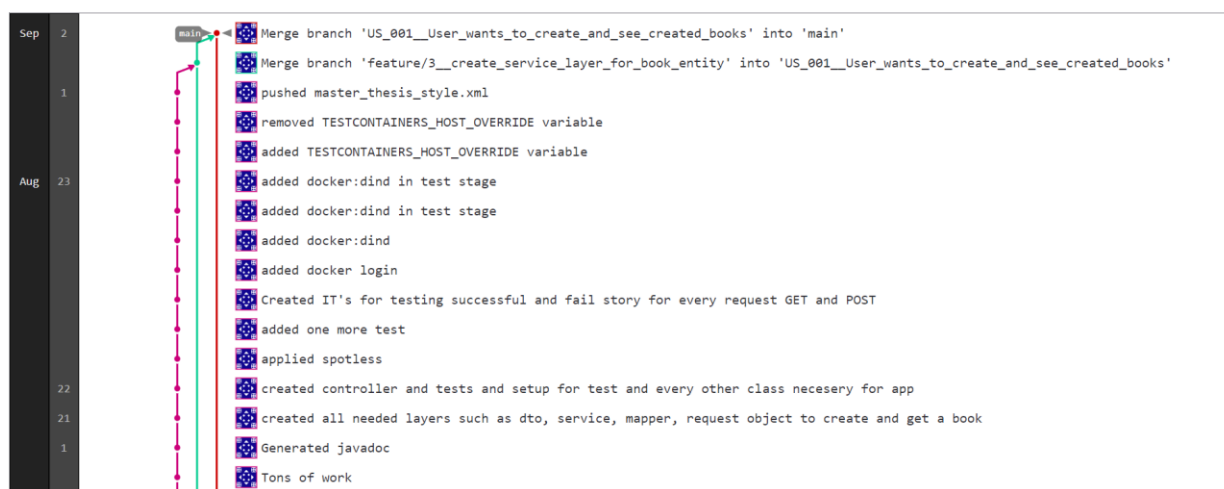 Sep 2 main Merge branch 'US_001__User_wants_to_create_and_see_created_books' into 'main'
Merge branch 'feature/3__create_service_layer_for_book_entity' into 'US_001__User_wants_to_create_and_see_created_books'
1 pushed master_thesis_style.xml
removed TESTCONTAINERS_HOST_OVERRIDE variable
added TESTCONTAINERS_HOST_OVERRIDE variable
Aug 23 added docker:dind in test stage
added docker:dind in test stage
added docker:dind
added docker login
Created IT's for testing successful and fail story for every request GET and POST
added one more test
applied spotless
22 created controller and tests and setup for test and every other class necesery for app
21 created all needed layers such as dto, service, mapper, request object to create and get a book
1 Generated javadoc
Tons of work